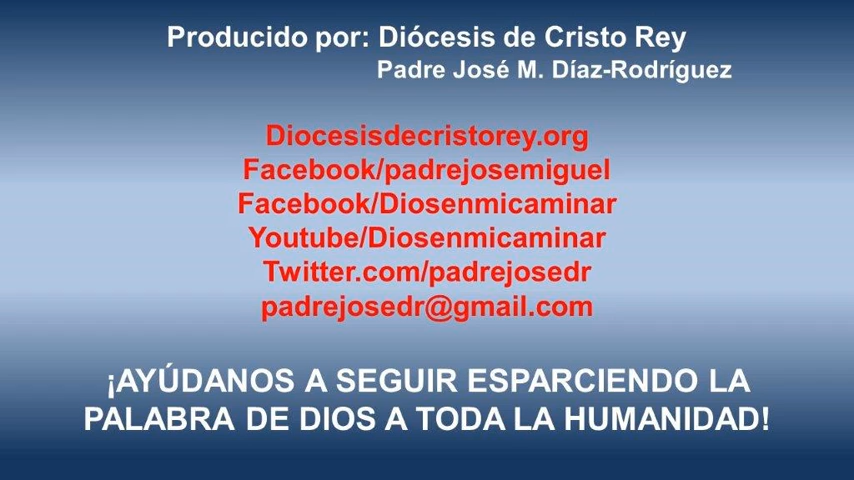 Producido por: Diócesis de Cristo Rey
Padre José M. Díaz-Rodríguez
Diocesisdecristorey.org
Facebook/padrejosemiguel
Facebook/Diosenmicaminar
Youtube/Diosenmicaminar
Twitter.com/padrejosedr
padrejosedr@gmail.com
¡AYÚDANOS A SEGUIR ESPARCIENDO LA
PALABRA DE DIOS A TODA LA HUMANIDAD!